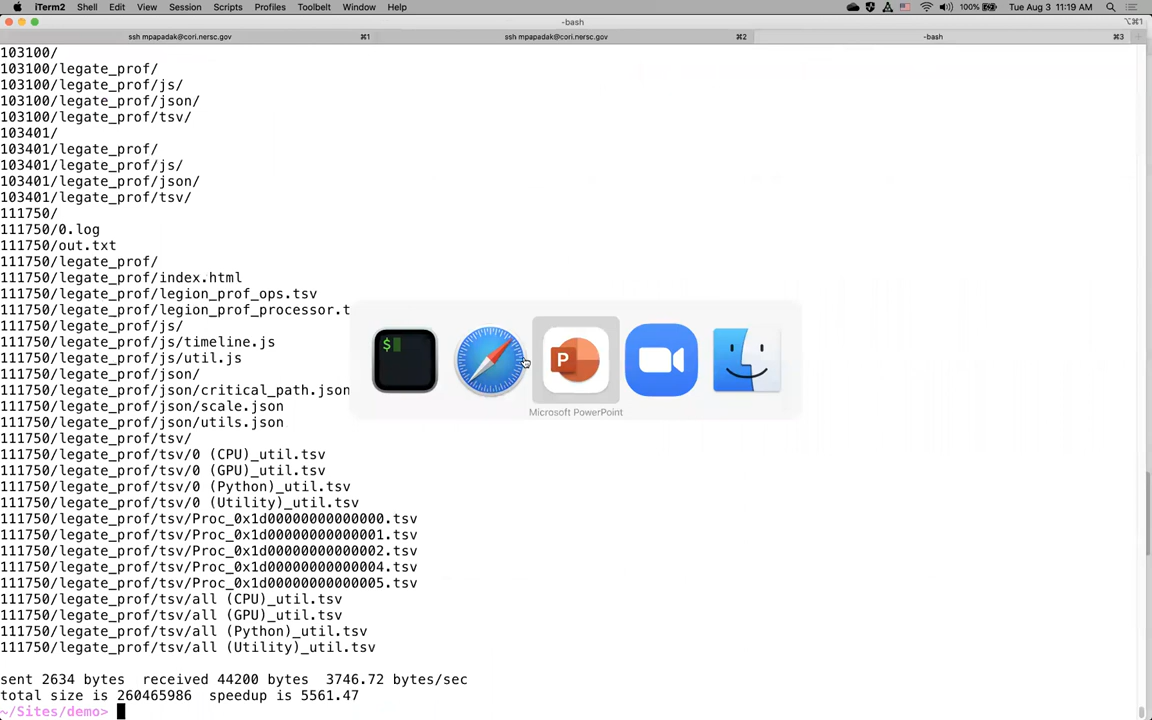 iTerm2 Shell Edit View Session Scripts Profiles Toolbelt Window Help 100% Tue Aug 3 11:19 AM
-bash ⌥⌘1
ssh mpapadak@cori.nersc.gov ⌘1 ssh mpapadak@cori.nersc.gov ⌘2 -bash ⌘3
103100/
103100/legate_prof/
103100/legate_prof/js/
103100/legate_prof/json/
103100/legate_prof/tsv/
103401/
103401/legate_prof/
103401/legate_prof/js/
103401/legate_prof/json/
103401/legate_prof/tsv/
111750/
111750/0.log
111750/out.txt
111750/legate_prof/
111750/legate_prof/index.html
111750/legate_prof/legion_prof_ops.tsv
111750/legate_prof/legion_prof_processor.t
111750/legate_prof/js/
111750/legate_prof/js/timeline.js
111750/legate_prof/js/util.js
111750/legate_prof/json/
111750/legate_prof/json/critical_path.json
111750/legate_prof/json/scale.json
111750/legate_prof/json/utils.json
111750/legate_prof/tsv/
111750/legate_prof/tsv/0 (CPU)_util.tsv
111750/legate_prof/tsv/0 (GPU)_util.tsv
111750/legate_prof/tsv/0 (Python)_util.tsv
111750/legate_prof/tsv/0 (Utility)_util.tsv
111750/legate_prof/tsv/Proc_0x1d00000000000000.tsv
111750/legate_prof/tsv/Proc_0x1d00000000000001.tsv
111750/legate_prof/tsv/Proc_0x1d00000000000002.tsv
111750/legate_prof/tsv/Proc_0x1d00000000000004.tsv
111750/legate_prof/tsv/Proc_0x1d00000000000005.tsv
111750/legate_prof/tsv/all (CPU)_util.tsv
111750/legate_prof/tsv/all (GPU)_util.tsv
111750/legate_prof/tsv/all (Python)_util.tsv
111750/legate_prof/tsv/all (Utility)_util.tsv
$
P
Microsoft PowerPoint
sent 2634 bytes  received 44200 bytes  3746.72 bytes/sec
total size is 260465986  speedup is 5561.47
~/Sites/demo>